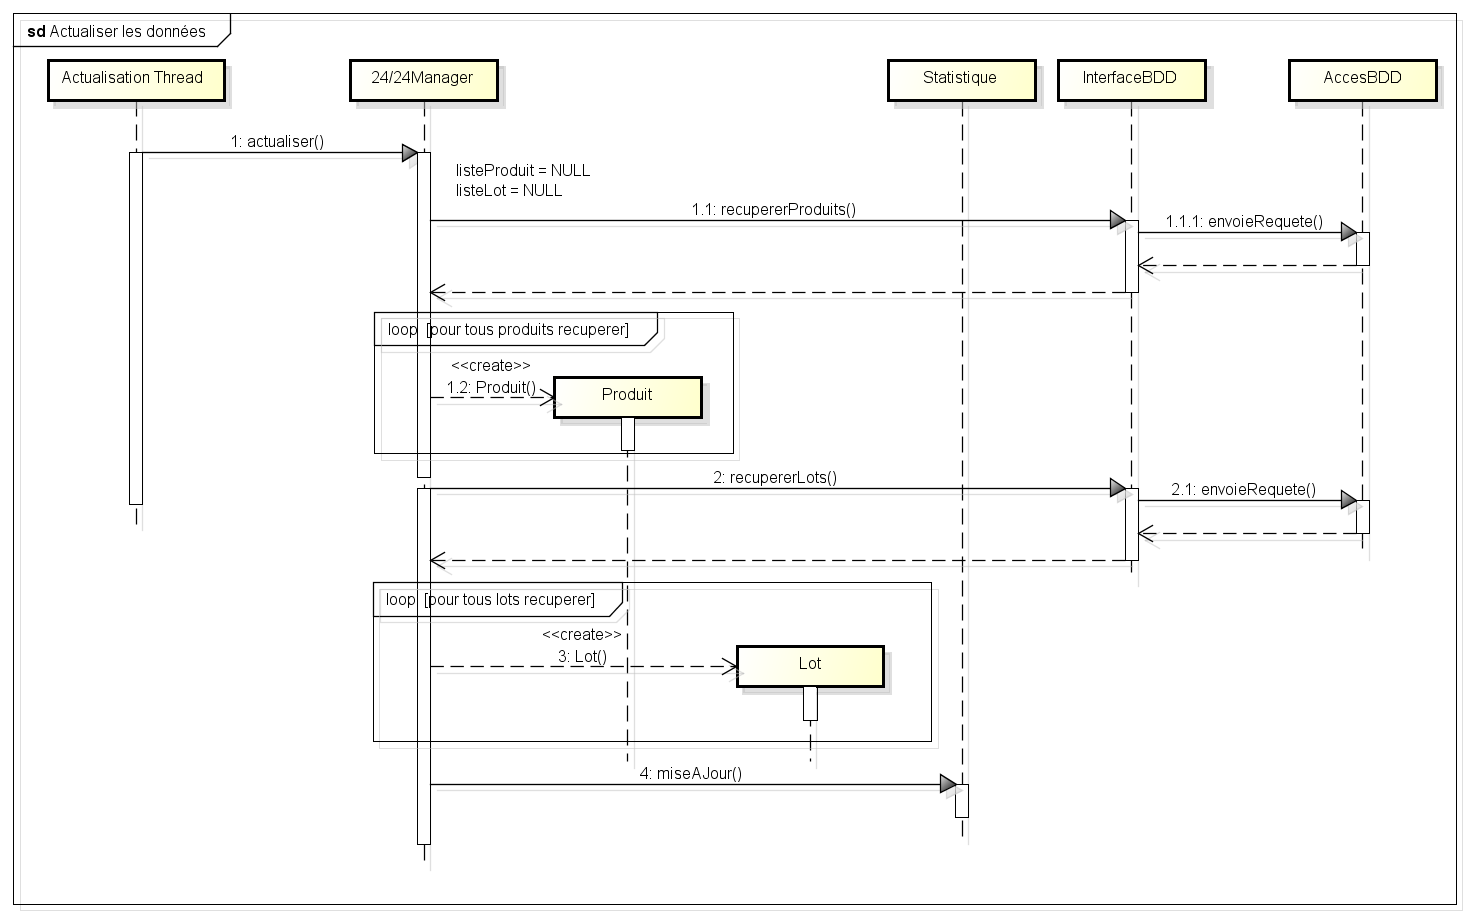 sd Actualiser les données
Actualisation Thread
24/24Manager
Statistique
InterfaceBDD
AccesBDD
1: actualiser()
listeProduit = NULL
listeLot = NULL
1.1: recupererProduits()
1.1.1: envoieRequete()
loop [pour tous produits recuperer]
<<create>>
1.2: Produit()
Produit
2: recupererLots()
2.1: envoieRequete()
loop [pour tous lots recuperer]
<<create>>
3: Lot()
Lot
4: miseAJour()